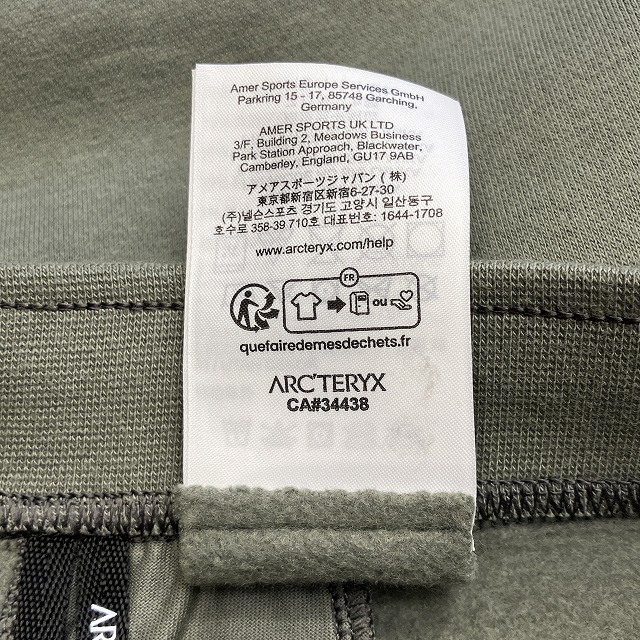 Amer Sports Europe Services GmbH
Parkring 15 - 17, 85748 Garching,
Germany
AMER SPORTS UK LTD
3/F, Building 2, Meadows Business
Park Station Approach, Blackwater,
Camberley, England, GU17 9AB
アメアスポーツジャパン (株)
東京都新宿区新宿6-27-30
(주)넬슨스포츠 경기도 고양시 일산동구
호수로 358-39 710호 대표번호: 1644-1708
www.arcteryx.com/help
FR
ou
quefairedemesdechets.fr
ARC'TERYX
CA#34438
AR